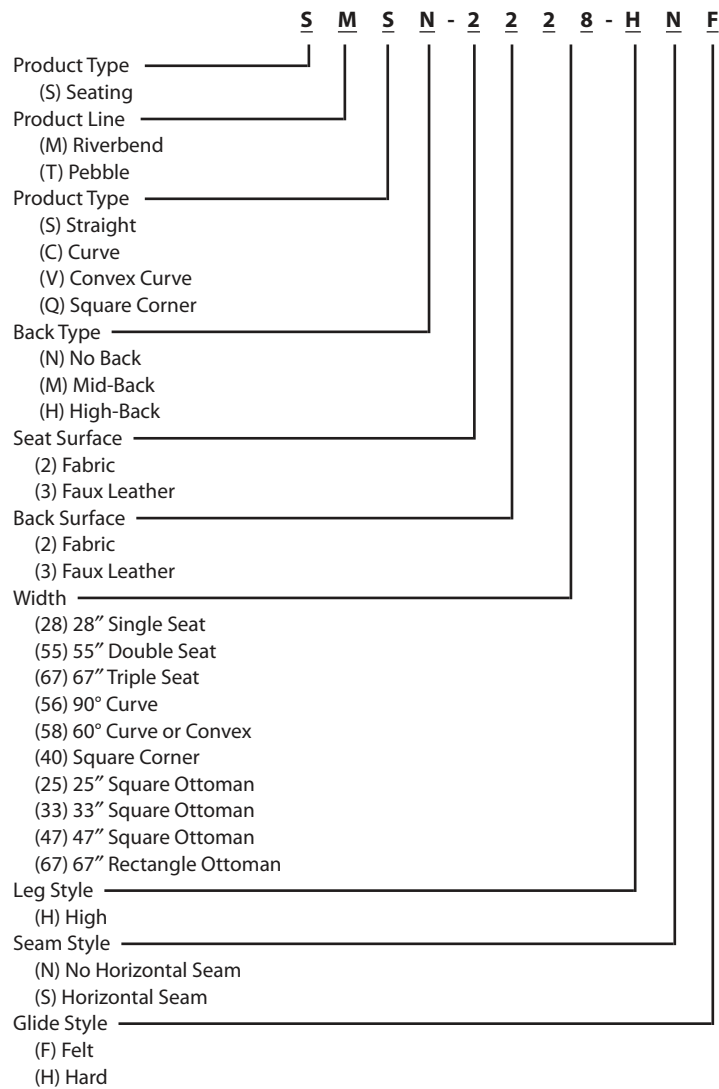 S M S N - 2 2 2 8 - H N F
Product Type
(S) Seating
Product Line
(M) Riverbend
(T) Pebble
Product Type
(S) Straight
(C) Curve
(V) Convex Curve
(Q) Square Corner
Back Type
(N) No Back
(M) Mid-Back
(H) High-Back
Seat Surface
(2) Fabric
(3) Faux Leather
Back Surface
(2) Fabric
(3) Faux Leather
Width
(28) 28″ Single Seat
(55) 55″ Double Seat
(67) 67″ Triple Seat
(56) 90° Curve
(58) 60° Curve or Convex
(40) Square Corner
(25) 25″ Square Ottoman
(33) 33″ Square Ottoman
(47) 47″ Square Ottoman
(67) 67″ Rectangle Ottoman
Leg Style
(H) High
Seam Style
(N) No Horizontal Seam
(S) Horizontal Seam
Glide Style
(F) Felt
(H) Hard